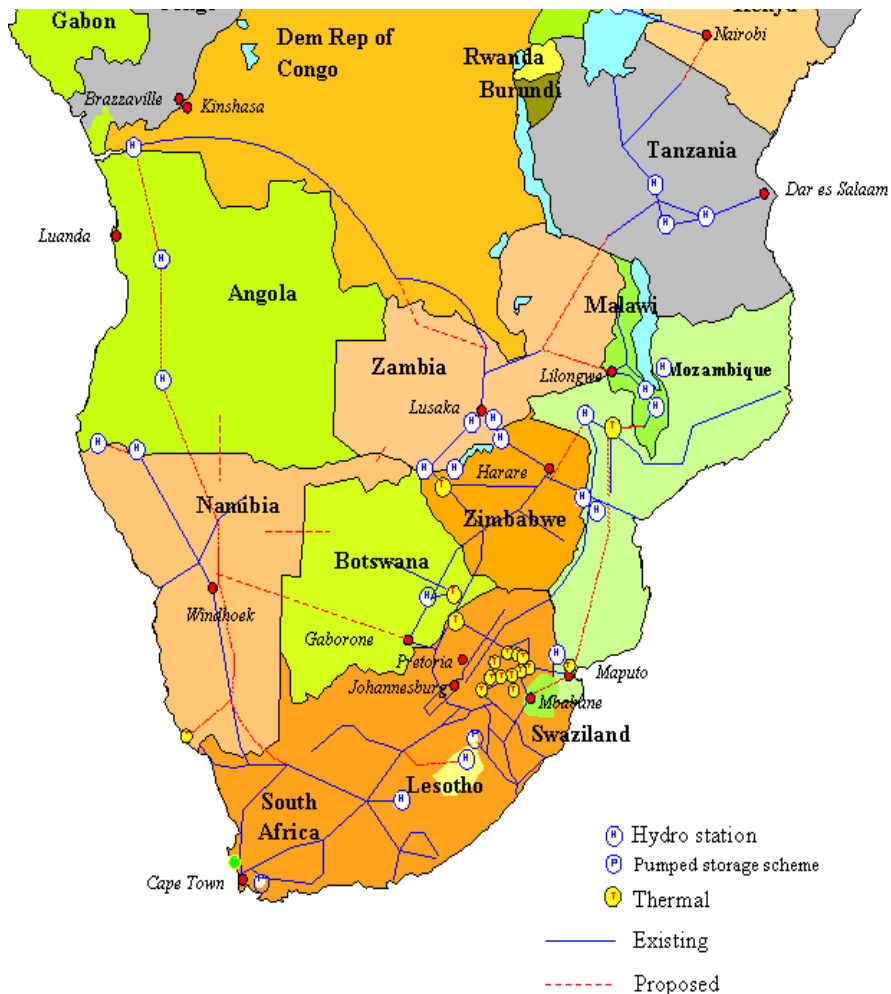 Gabon
Dem Rep of
Congo
Nairobi
Rwanda
Burundi
Brazzaville
Kinshasa
Tanzania
Dar es Salaam
Luanda
Angola
Malawi
Zambia
Lilongwe
Mozambique
Lusaka
Harare
Namibia
Zimbabwe
Botswana
Windhoek
Gaborone
Pretoria
Johannesburg
Maputo
Mbabane
Swaziland
Lesotho
South
Africa
Cape Town
H Hydro station
P Pumped storage scheme
T Thermal
Existing
Proposed